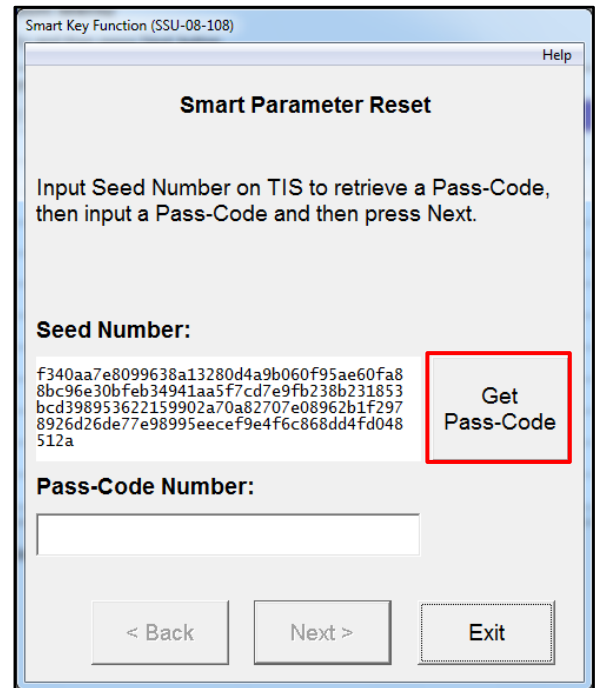 Smart Key Function (SSU-08-108)
Help
Smart Parameter Reset
Input Seed Number on TIS to retrieve a Pass-Code,
then input a Pass-Code and then press Next.
Seed Number:
f340aa7e8099638a13280d4a9b060f95ae60fa8
8bc96e30bfeb34941aa5f7cd7e9fb238b231853
bcd398953622159902a70a82707e08962b1f297
8926d26de77e98995eecef9e4f6c868dd4fd048
512a
Get
Pass-Code
Pass-Code Number:
< Back
Next >
Exit